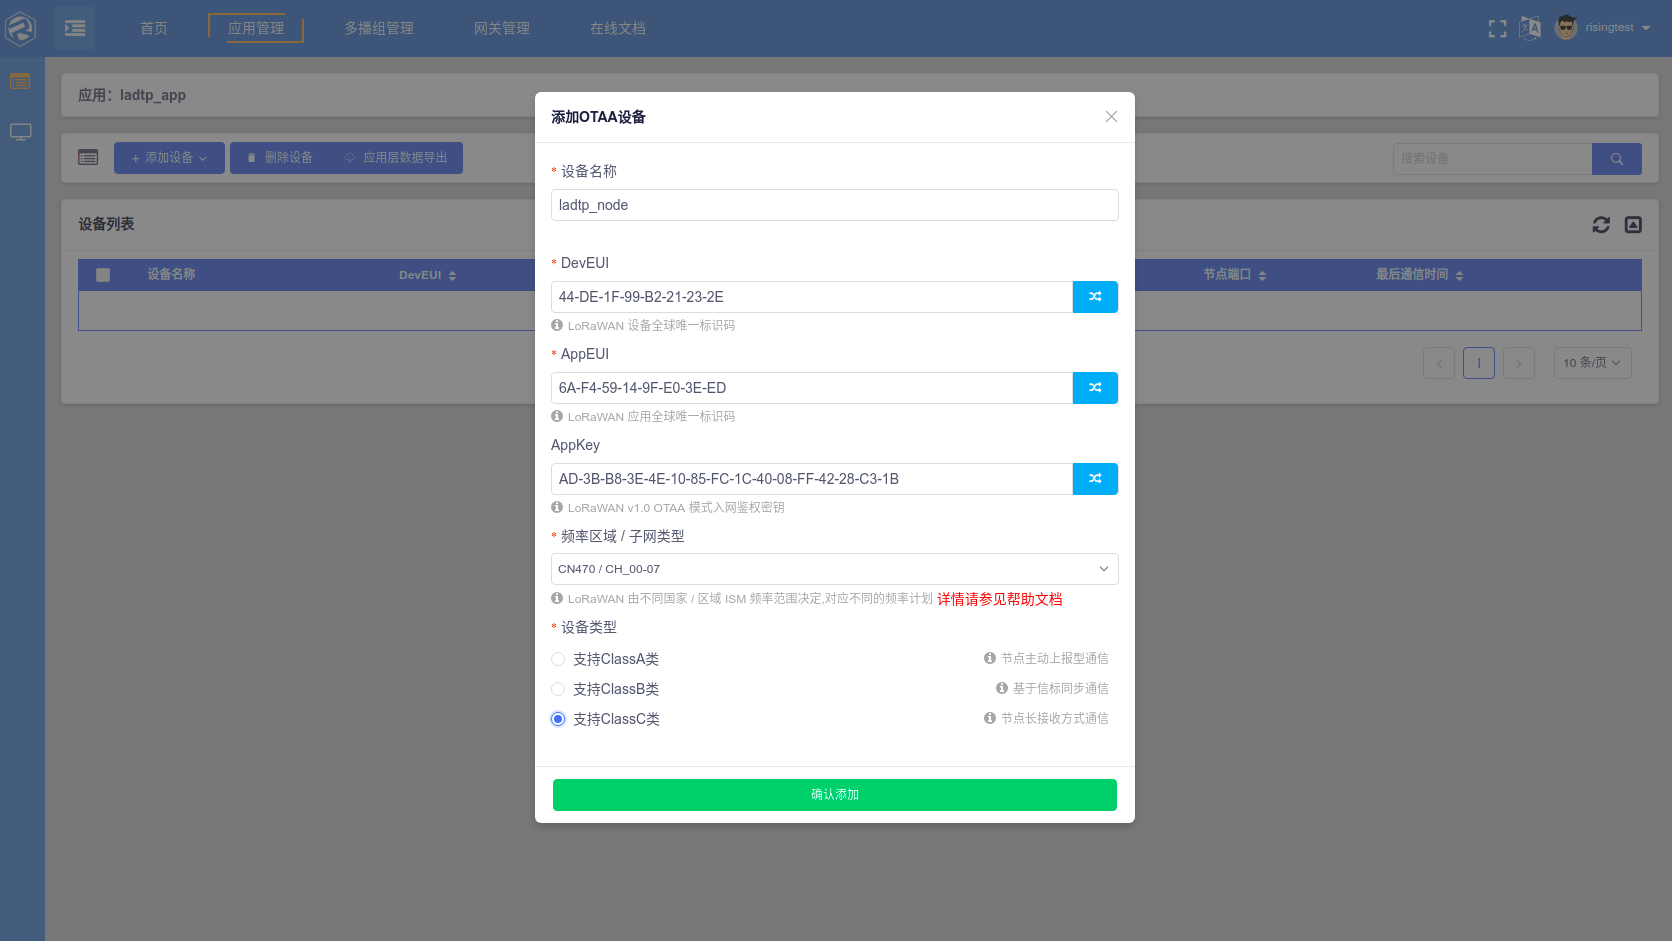 首页
应用管理
多播组管理
网关管理
在线文档
risingtest
应用：ladtp_app
+ 添加设备
删除设备
应用层数据导出
搜索设备
设备列表
设备名称
DevEUI
节点端口
最后通信时间
1
10 条/页
添加OTAA设备
* 设备名称
ladtp_node
* DevEUI
44-DE-1F-99-B2-21-23-2E
LoRaWAN 设备全球唯一标识码
* AppEUI
6A-F4-59-14-9F-E0-3E-ED
LoRaWAN 应用全球唯一标识码
AppKey
AD-3B-B8-3E-4E-10-85-FC-1C-40-08-FF-42-28-C3-1B
LoRaWAN v1.0 OTAA 模式入网鉴权密钥
* 频率区域 / 子网类型
CN470 / CH_00-07
LoRaWAN 由不同国家 / 区域 ISM 频率范围决定,对应不同的频率计划 详情请参见帮助文档
* 设备类型
支持ClassA类
节点主动上报型通信
支持ClassB类
基于信标同步通信
支持ClassC类
节点长接收方式通信
确认添加